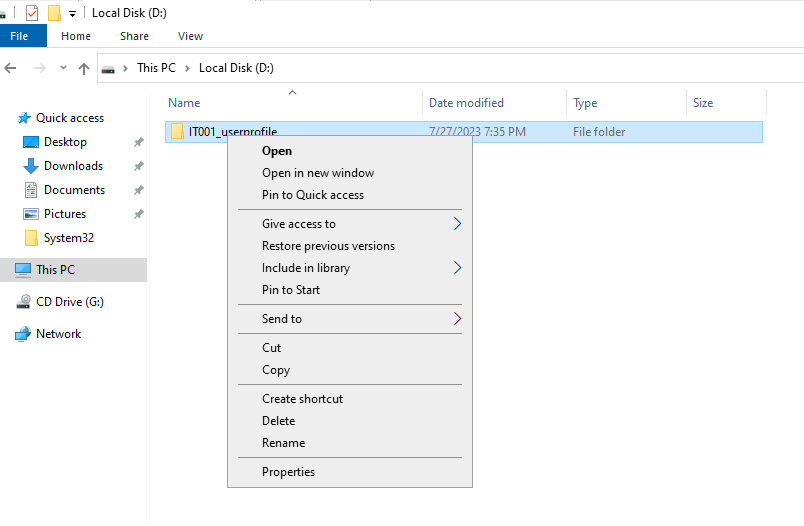 Local Disk (D:)
File Home Share View
This PC Local Disk (D:)
Name Date modified Type Size
IT001_userprofile 7/27/2023 7:35 PM File folder
Quick access
Desktop
Downloads
Documents
Pictures
System32
This PC
CD Drive (G:)
Network
Open
Open in new window
Pin to Quick access
Give access to
Restore previous versions
Include in library
Pin to Start
Send to
Cut
Copy
Create shortcut
Delete
Rename
Properties